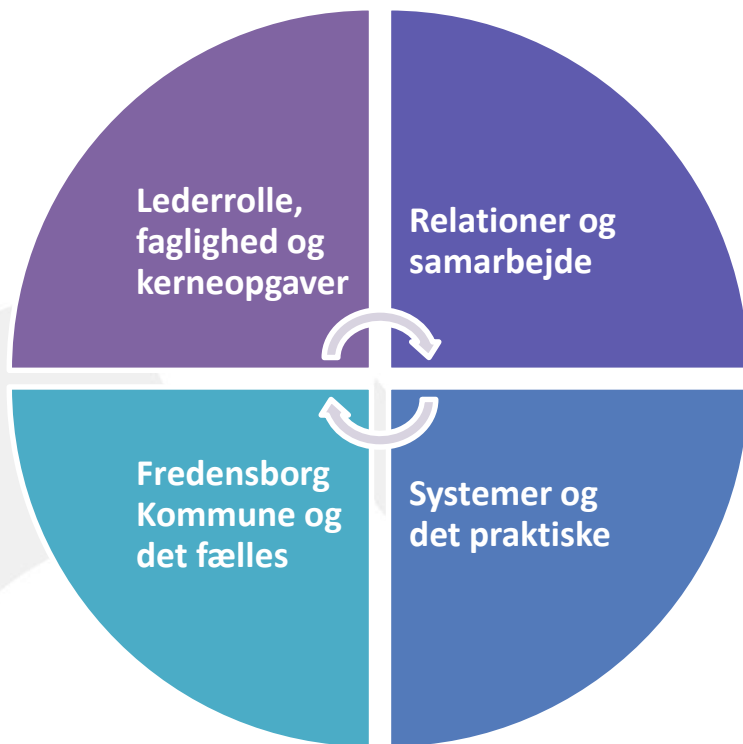 Lederrolle,
faglighed og
kerneopgaver
Relationer og
samarbejde
Fredensborg
Kommune og
det fælles
Systemer og
det praktiske